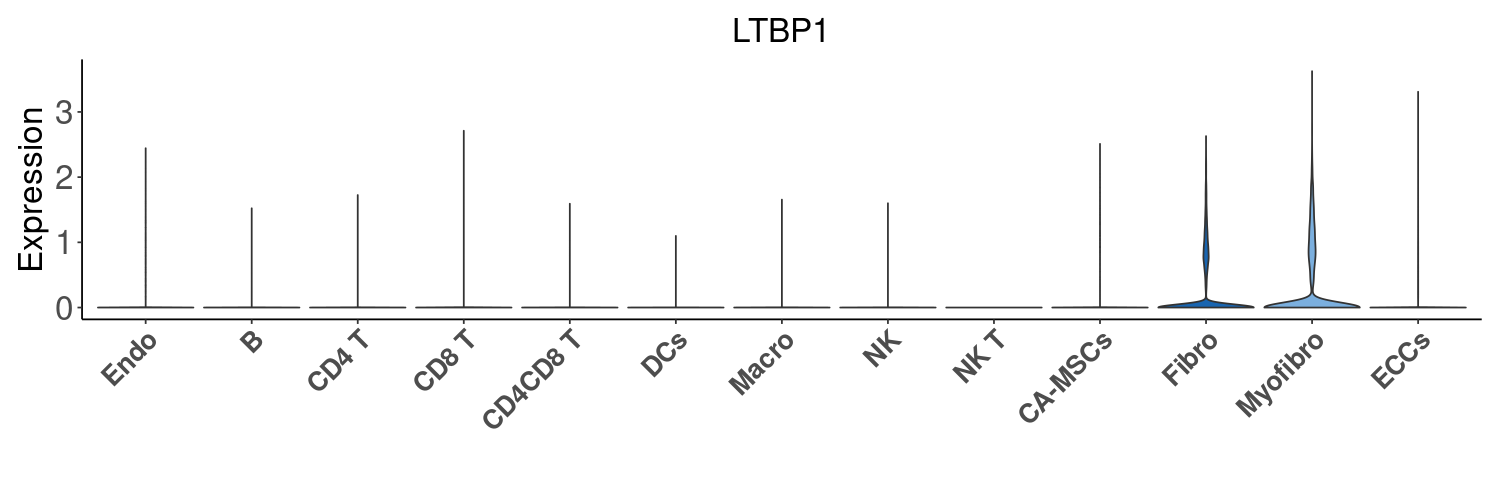 LTBP1
Expression
3
2
1
0
Endo
B
CD4 T
CD8 T
CD4CD8 T
DCs
Macro
NK
NK T
CA-MSCs
Fibro
Myofibro
ECCs